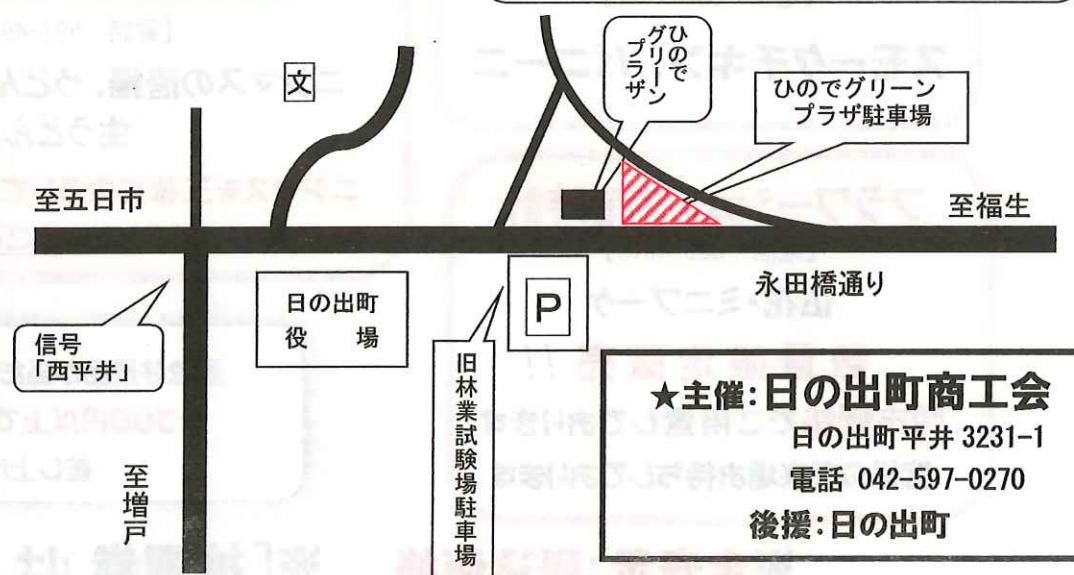 文
ひので
グリーン
プラザ
ひのでグリーン
プラザ駐車場
至五日市
至福生
永田橋通り
信号
「西平井」
日の出町
役 場
P
旧林業試験場駐車場
至増戸
★主催:日の出町商工会
日の出町平井 3231-1
電話 042-597-0270
後援:日の出町